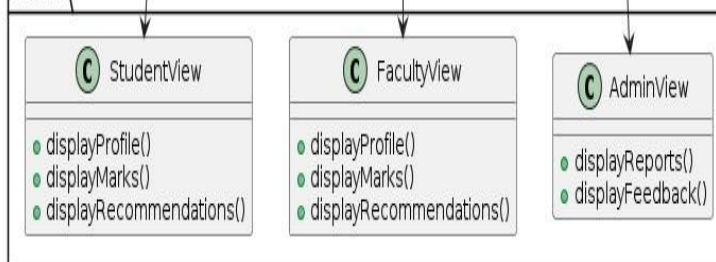 C StudentView
displayProfile()
displayMarks()
displayRecommendations()
C FacultyView
displayProfile()
displayMarks()
displayRecommendations()
C AdminView
displayReports()
displayFeedback()